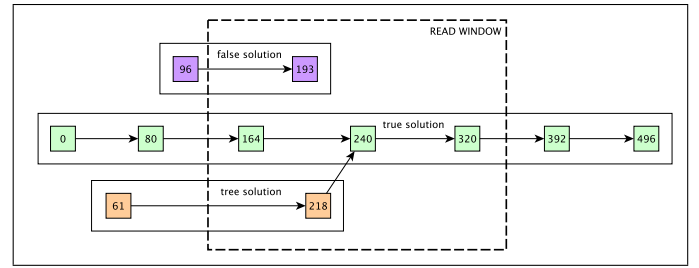 READ WINDOW
false solution
96 193
true solution
0 80 164 240 320 392 496
tree solution
61 218